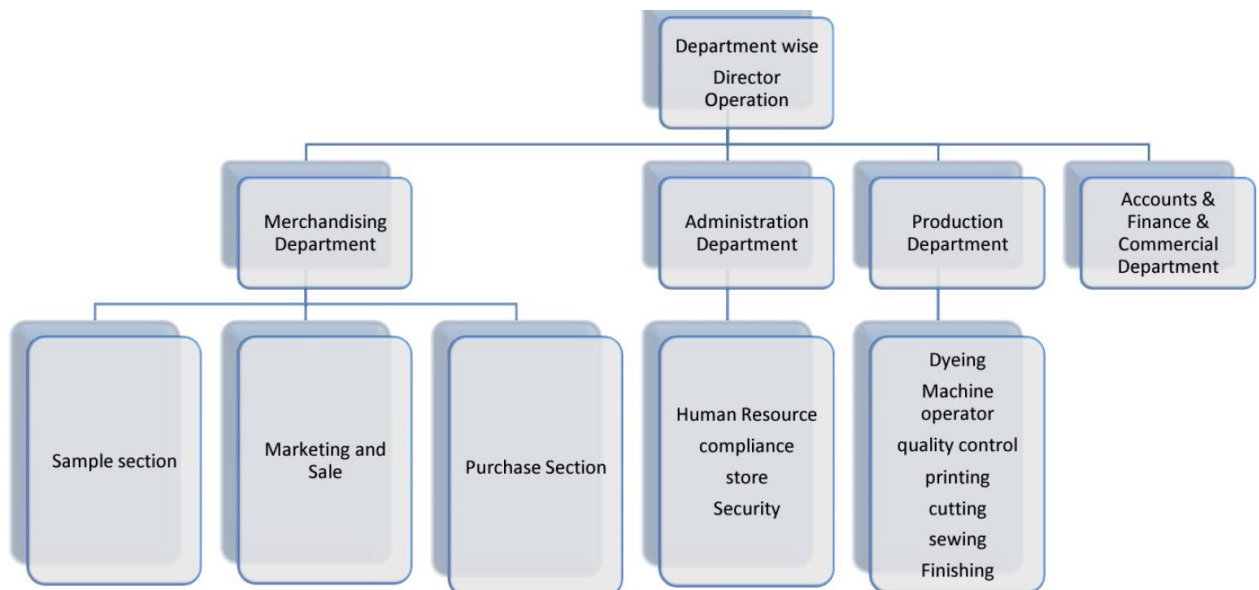 Department wise
Director
Operation
Merchandising
Department
Administration
Department
Production
Department
Accounts &
Finance &
Commercial
Department
Sample section
Marketing and
Sale
Purchase Section
Human Resource
compliance
store
Security
Dyeing
Machine
operator
quality control
printing
cutting
sewing
Finishing